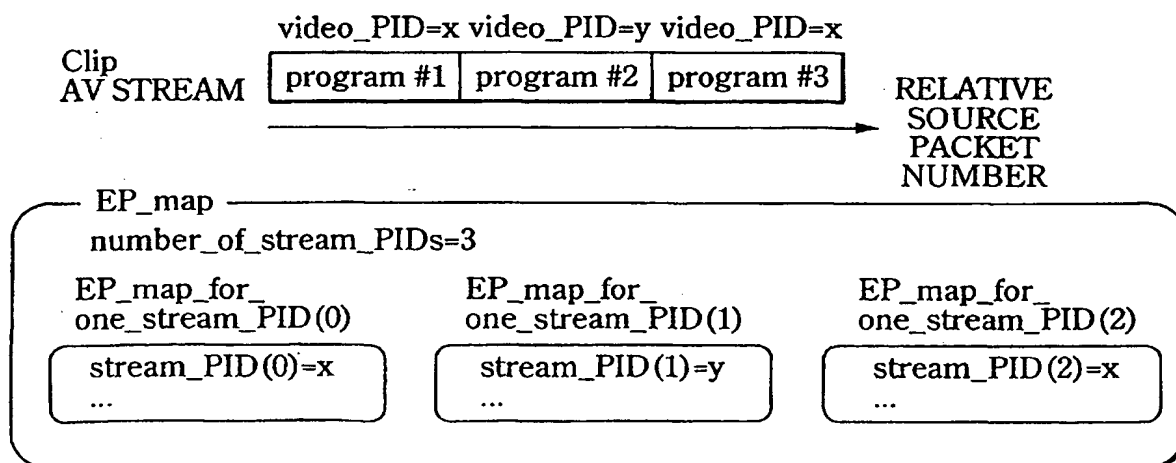 video_PID=x video_PID=y video_PID=x
Clip
AV STREAM
program #1 program #2 program #3
RELATIVE
SOURCE
PACKET
NUMBER
EP_map
number_of_stream_PIDs=3
EP_map_for_
one_stream_PID(0)
stream_PID(0)=x
...
EP_map_for_
one_stream_PID(1)
stream_PID(1)=y
...
EP_map_for_
one_stream_PID(2)
stream_PID(2)=x
...